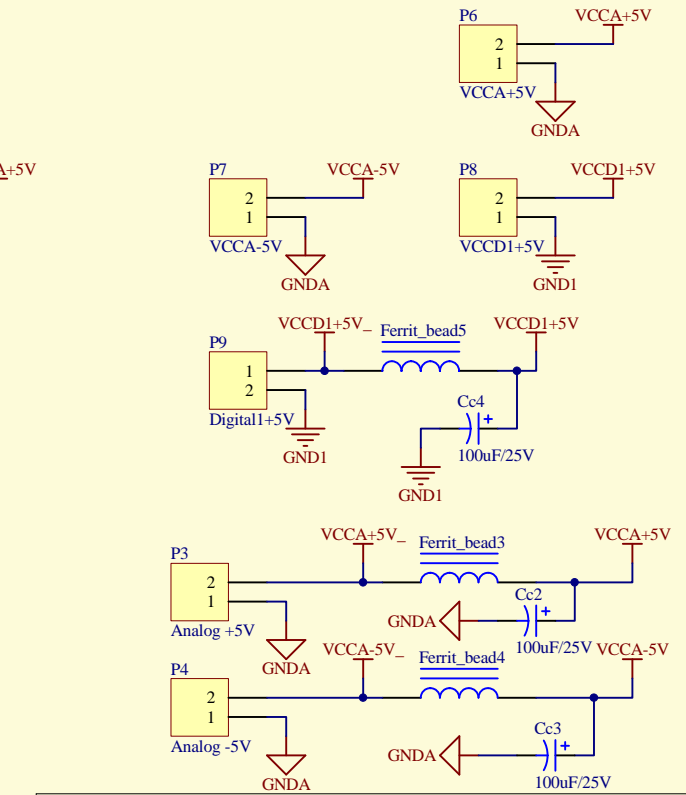 P6
VCCA+5V
2
1
VCCA+5V
GNDA
A+5V
P7
VCCA-5V
2
1
VCCA-5V
GNDA
P8
VCCD1+5V
2
1
VCCD1+5V
GND1
P9
VCCD1+5V_
Ferrit_bead5
VCCD1+5V
1
2
Digital1+5V
GND1
Cc4
+
100uF/25V
GND1
P3
VCCA+5V_
Ferrit_bead3
VCCA+5V
2
1
Analog +5V
GNDA
GNDA
Cc2
+
100uF/25V
P4
VCCA-5V_
Ferrit_bead4
VCCA-5V
2
1
Analog -5V
GNDA
GNDA
Cc3
+
100uF/25V